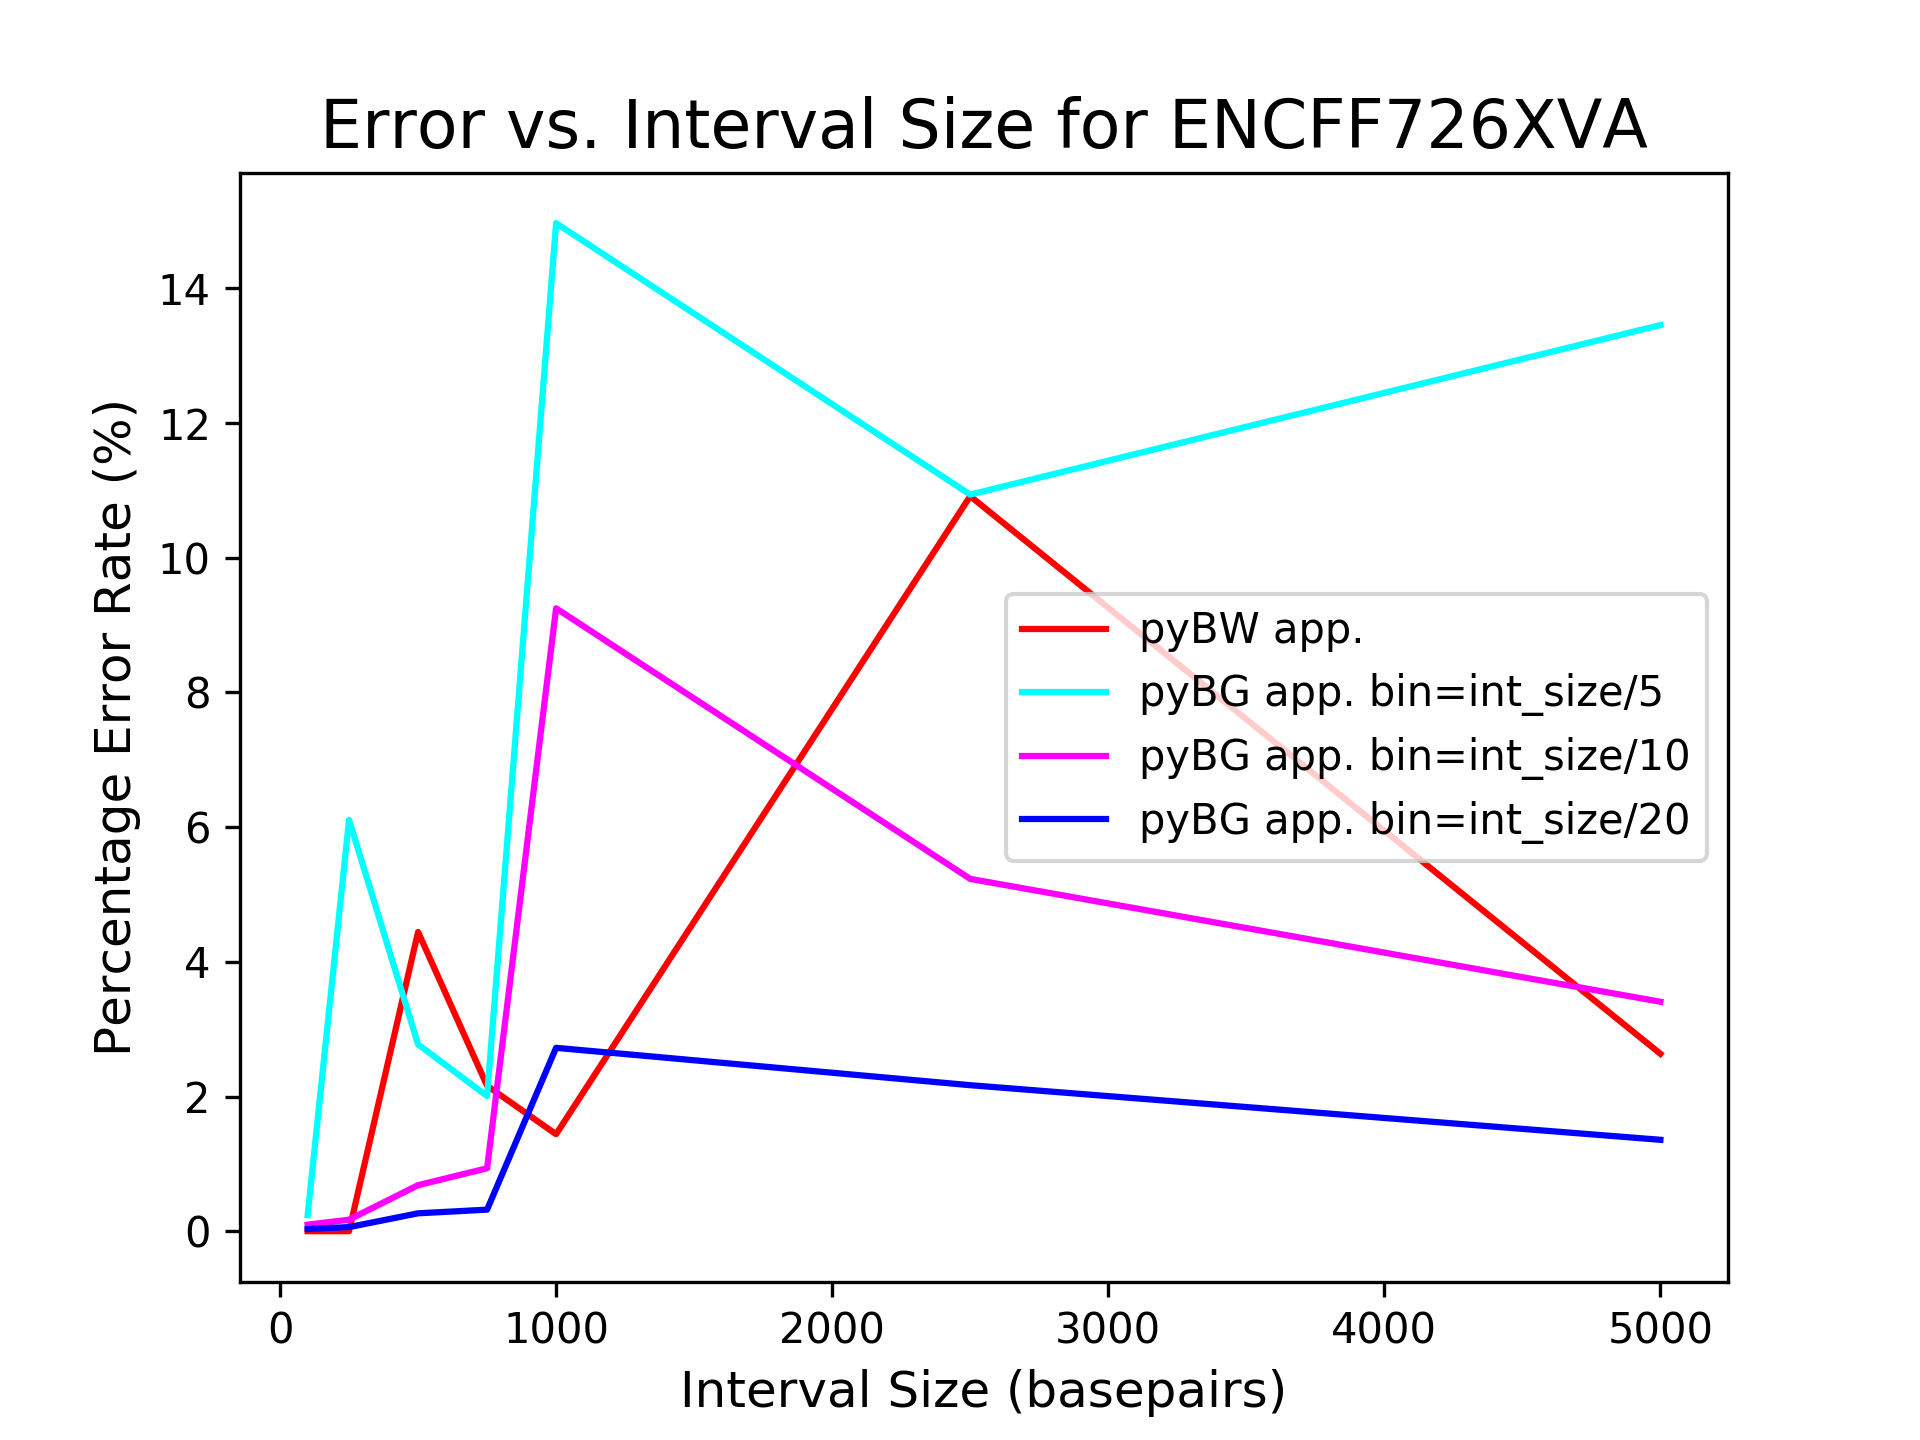 Error vs. Interval Size for ENCFF726XVA
Percentage Error Rate (%)
14
12
10
8
6
4
2
0
pyBW app.
pyBG app. bin=int_size/5
pyBG app. bin=int_size/10
pyBG app. bin=int_size/20
0 1000 2000 3000 4000 5000
Interval Size (basepairs)